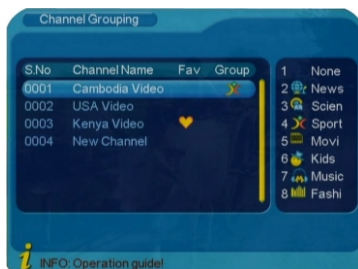 Channel Grouping
S.No Channel Name Fav Group
0001 Cambodia Video
0002 USA Video
0003 Kenya Video
0004 New Channel
1 None
2 News
3 Scien
4 Sport
5 Movi
6 Kids
7 Music
8 Fashi
INFO: Operation guide!